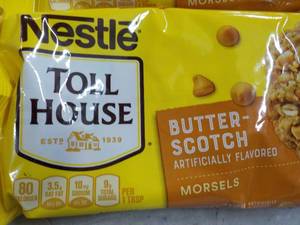 Nestlé
TOLL
HOUSE
ESTD 1939
BUTTER-
SCOTCH
ARTIFICIALLY FLAVORED
MORSELS
80
CALORIES
3.5g
SAT FAT
10mg
SODIUM
9g
TOTAL SUGARS
PER
1 TBSP